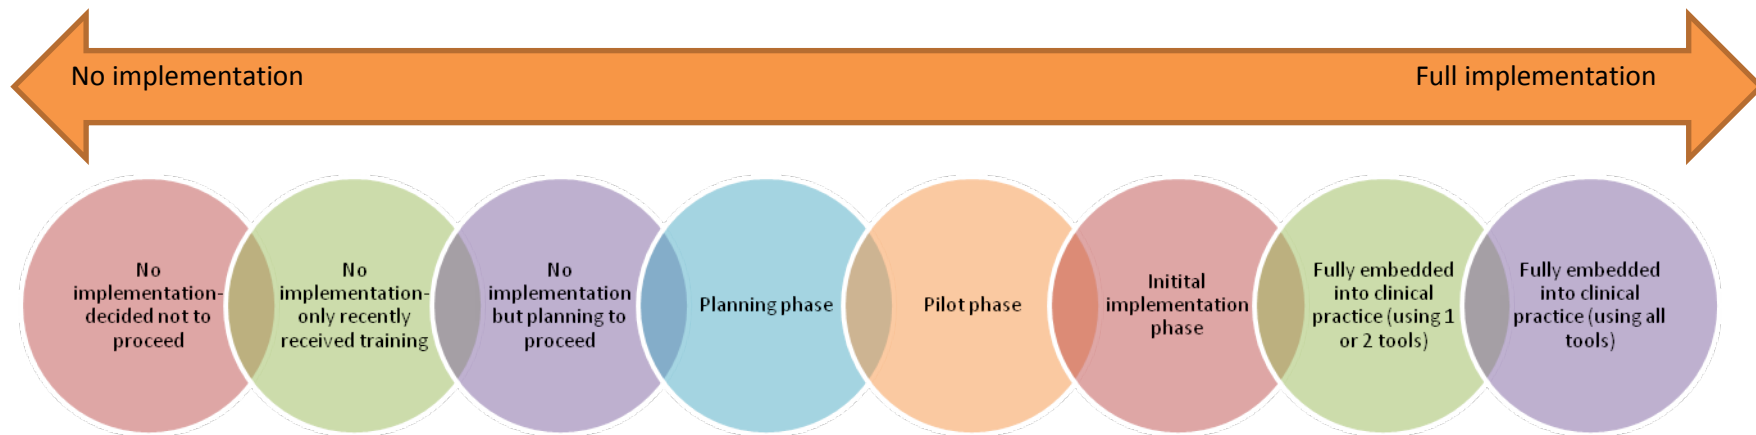 No implementation
Full implementation
No
implementation-
decided not to
proceed
No
implementation-
only recently
received training
No
implementation
but planning to
proceed
Planning phase
Pilot phase
Initital
implementation
phase
Fully embedded
into clinical
practice (using 1
or 2 tools)
Fully embedded
into clinical
practice (using all
tools)